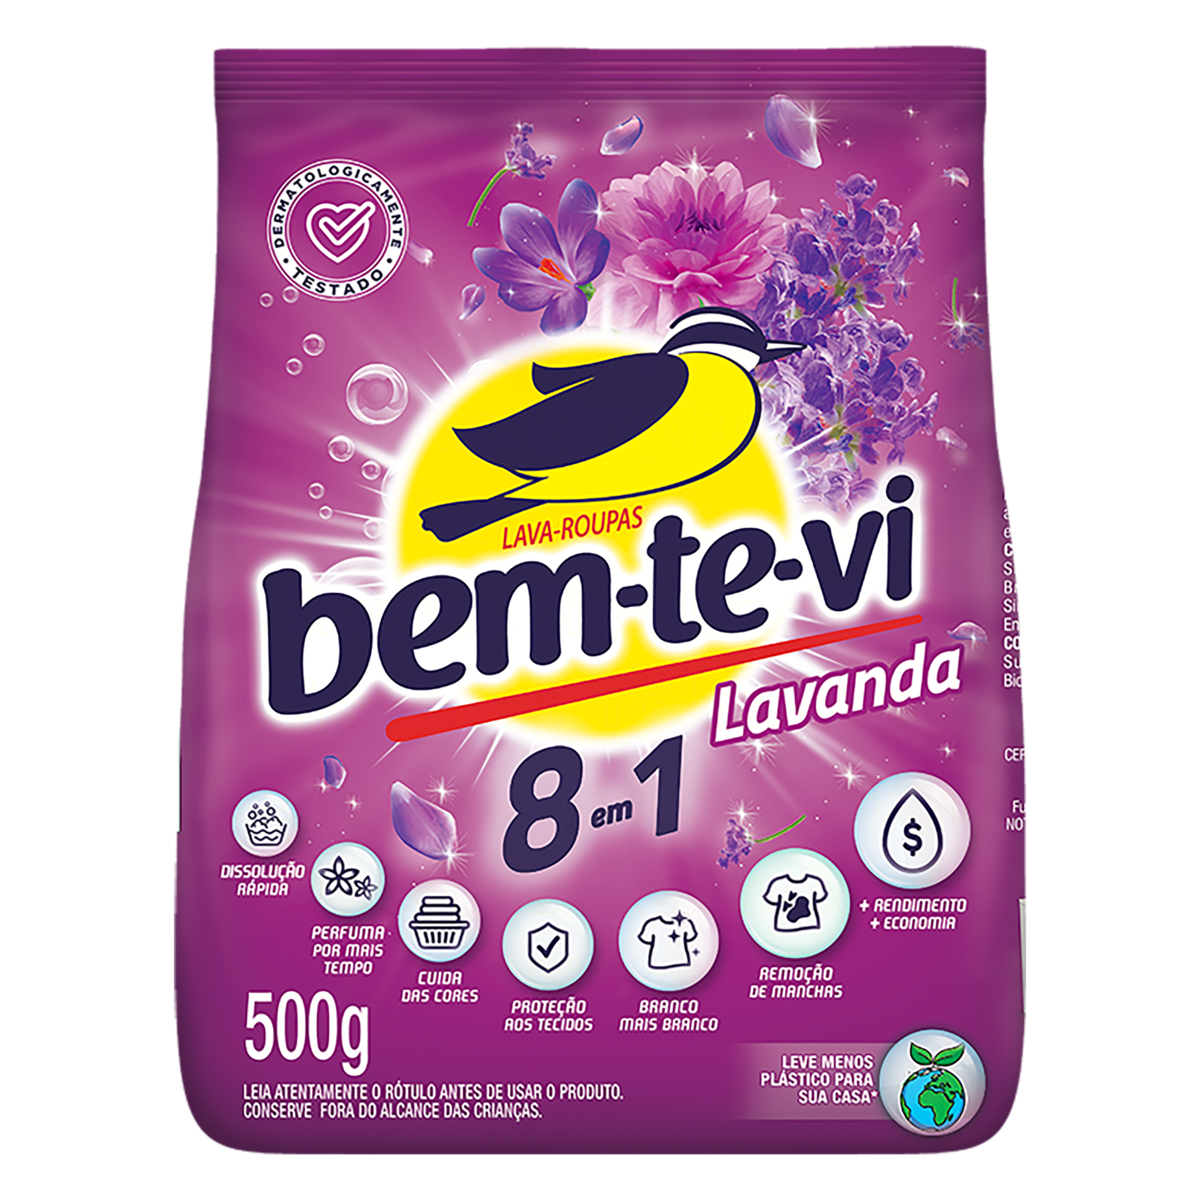 DERMATOLOGICAMENTE
TESTADO
LAVA-ROUPAS
bem-te-vi
Lavanda
8 em 1
DISSOLUÇÃO
RÁPIDA
PERFUMA
POR MAIS
TEMPO
CUIDA
DAS CORES
PROTEÇÃO
AOS TECIDOS
BRANCO
MAIS BRANCO
REMOÇÃO
DE MANCHAS
$
+ RENDIMENTO
+ ECONOMIA
500g
LEIA ATENTAMENTE O RÓTULO ANTES DE USAR O PRODUTO.
CONSERVE FORA DO ALCANCE DAS CRIANÇAS.
LEVE MENOS
PLÁSTICO PARA
SUA CASA*